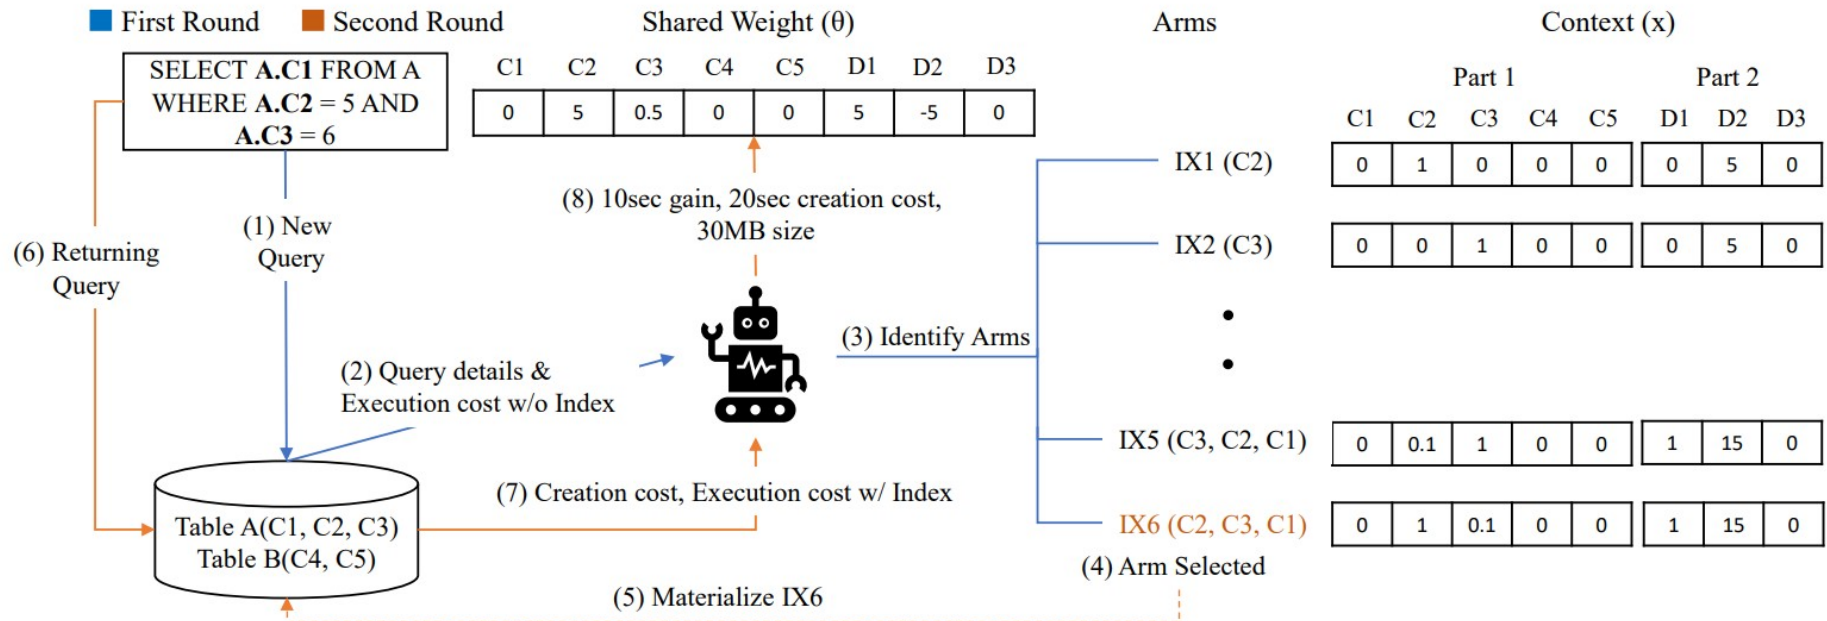 First Round Second Round Shared Weight (θ) Arms Context (x)
SELECT A.C1 FROM A
WHERE A.C2 = 5 AND
A.C3 = 6
C1 C2 C3 C4 C5 D1 D2 D3
0 5 0.5 0 0 5 -5 0
Part 1 Part 2
C1 C2 C3 C4 C5 D1 D2 D3
IX1 (C2) 0 1 0 0 0 0 5 0
IX2 (C3) 0 0 1 0 0 0 5 0
IX5 (C3, C2, C1) 0 0.1 1 0 0 1 15 0
IX6 (C2, C3, C1) 0 1 0.1 0 0 1 15 0
(1) New
Query
(2) Query details &
Execution cost w/o Index
(3) Identify Arms
(4) Arm Selected
(5) Materialize IX6
(6) Returning
Query
(7) Creation cost, Execution cost w/ Index
(8) 10sec gain, 20sec creation cost,
30MB size
Table A(C1, C2, C3)
Table B(C4, C5)